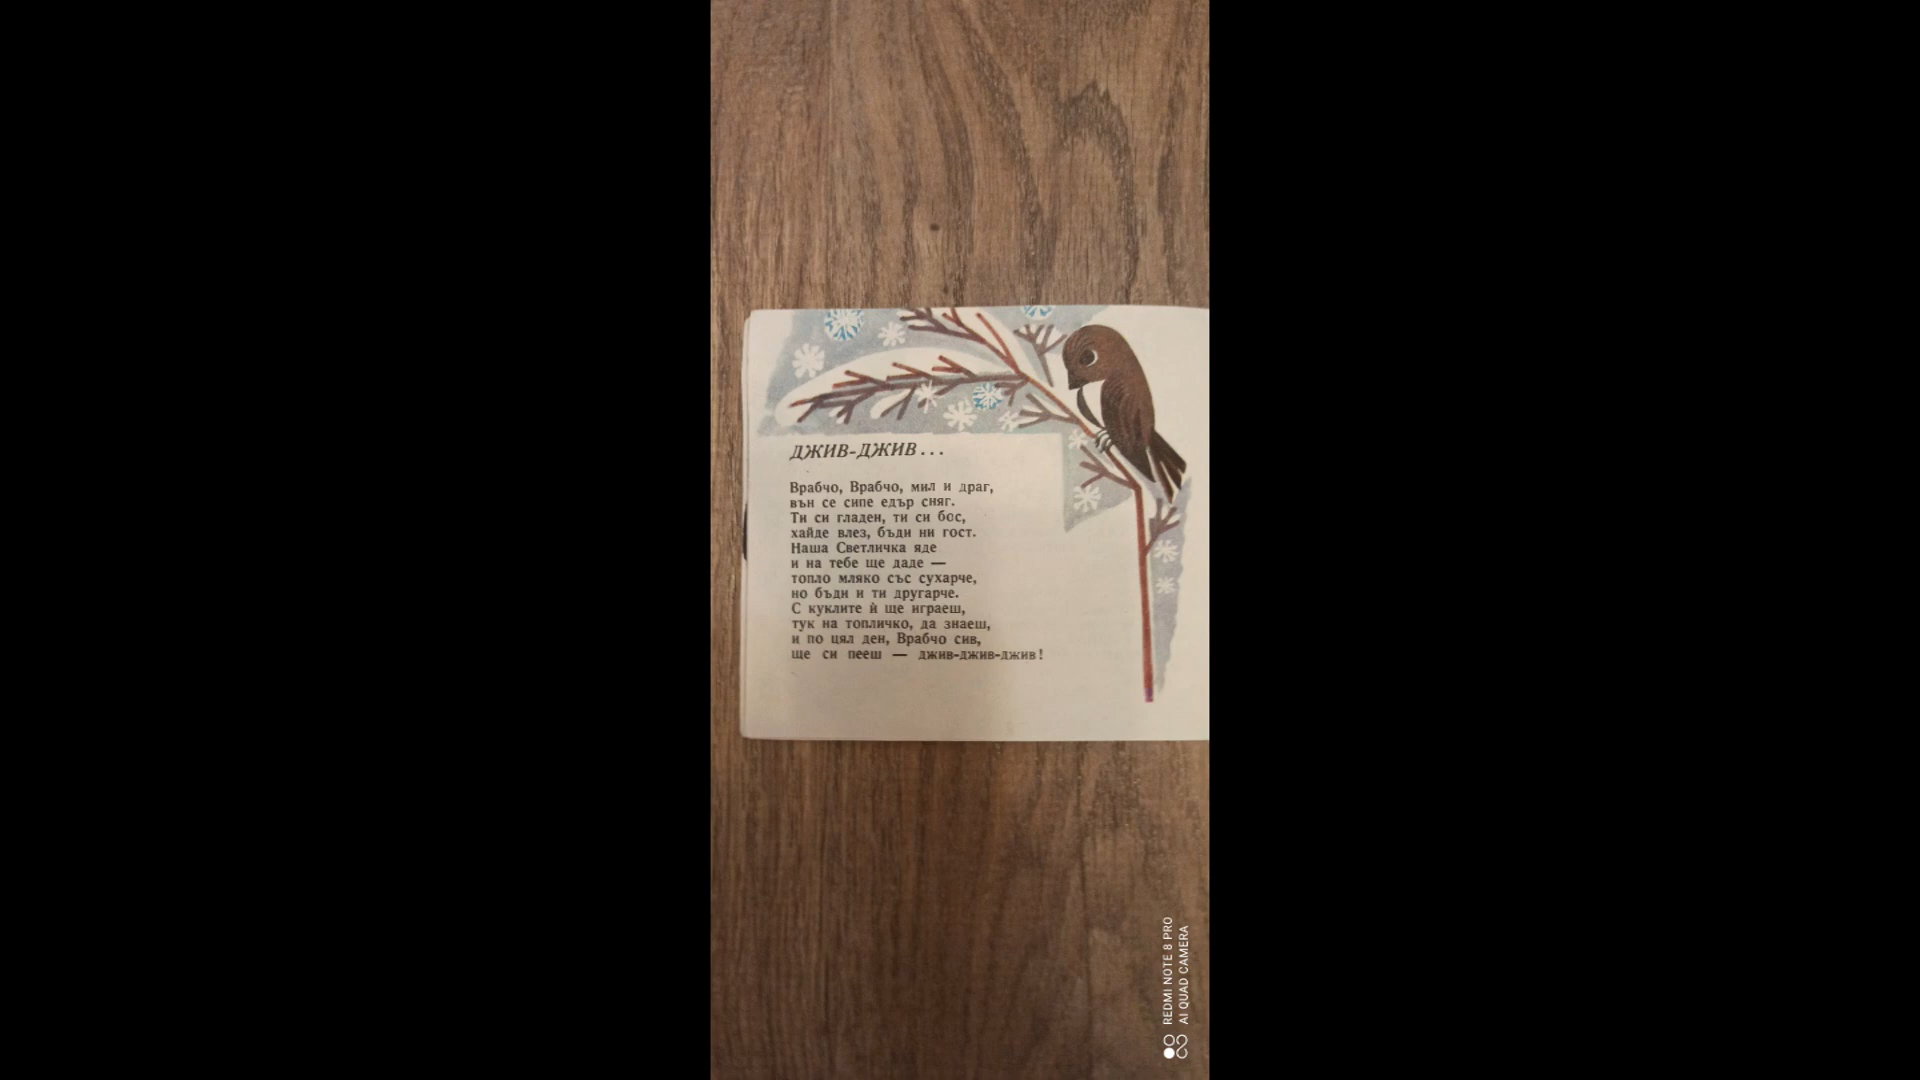 ДЖИВ-ДЖИВ...
Врабчо, Врабчо, мил и драг,
вън се сипе едър сняг.
Ти си гладен, ти си бос,
хайде влез, бъди ни гост.
Наша Светличка яде
и на тебе ще даде —
топло мляко със сухарче,
но бъди и ти другарче.
С куклите ѝ ще играеш,
тук на топличко, да знаеш,
и по цял ден, Врабчо сив,
ще си пееш — джив-джив-джив!
REDMI NOTE 8 PRO
AI QUAD CAMERA